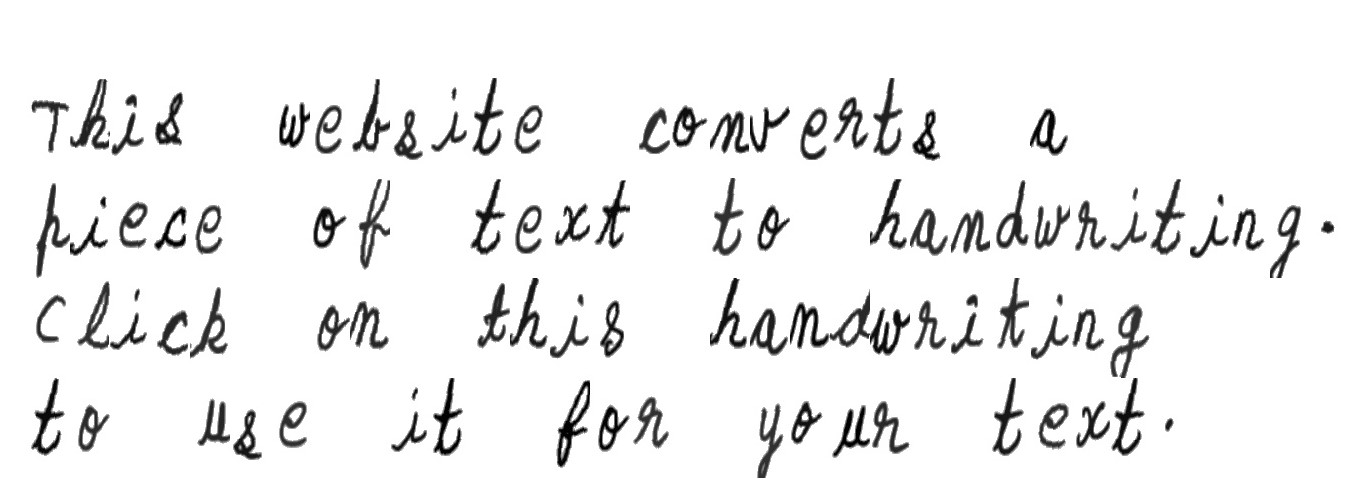 This website converts a
piece of text to handwriting.
Click on this handwriting
to use it for your text.